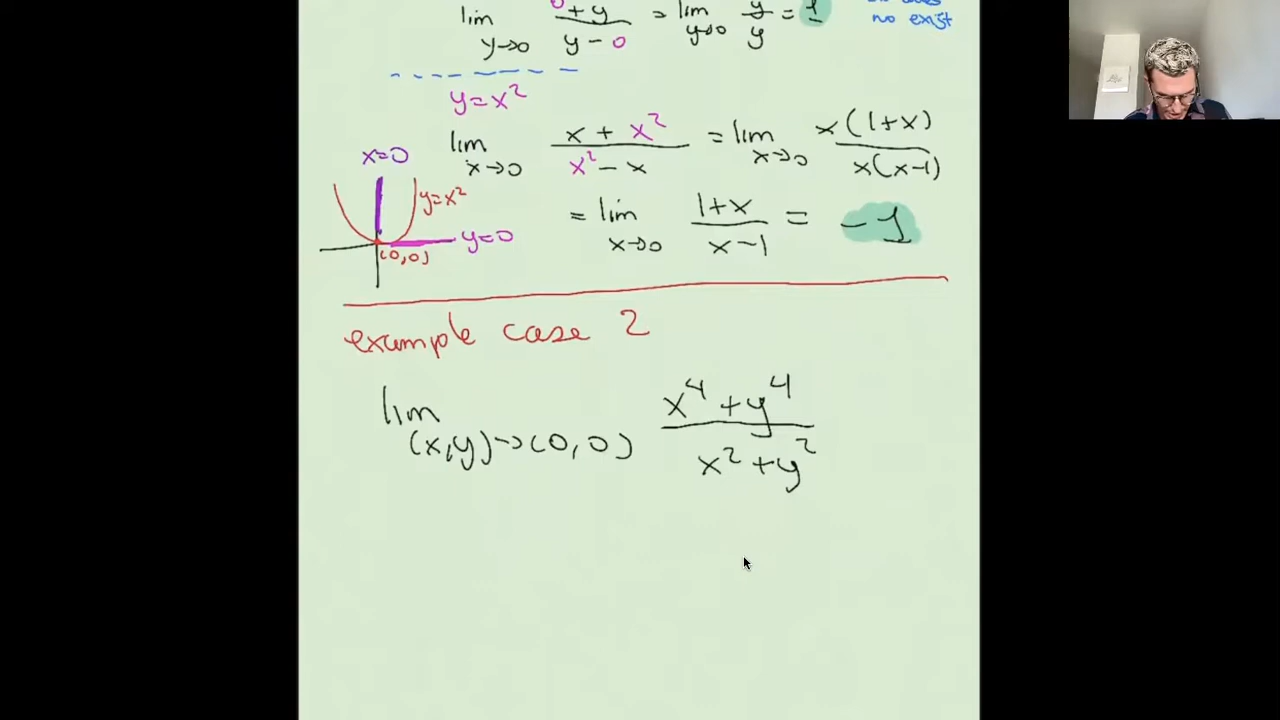 lim y→0 0+y / y-0 = lim y→0 y/y = 1
no exist
y=x²
lim x→0 x+x² / x²-x = lim x→0 x(1+x) / x(x-1)
x=0
y=x²
= lim x→0 1+x / x-1 = -1
y=0
(0,0)
example case 2
lim (x,y)→(0,0) x⁴+y⁴ / x²+y²